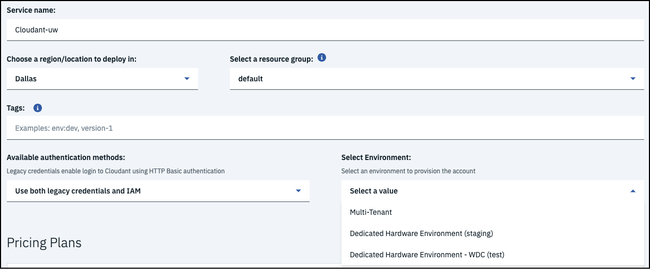 Service name:
Cloudant-uw
Choose a region/location to deploy in:
Select a resource group:
Dallas
default
Tags:
Examples: env:dev, version-1
Available authentication methods:
Select Environment:
Legacy credentials enable login to Cloudant using HTTP Basic authentication
Select an environment to provision the account
Use both legacy credentials and IAM
Select a value
Multi-Tenant
Dedicated Hardware Environment (staging)
Pricing Plans
Dedicated Hardware Environment - WDC (test)